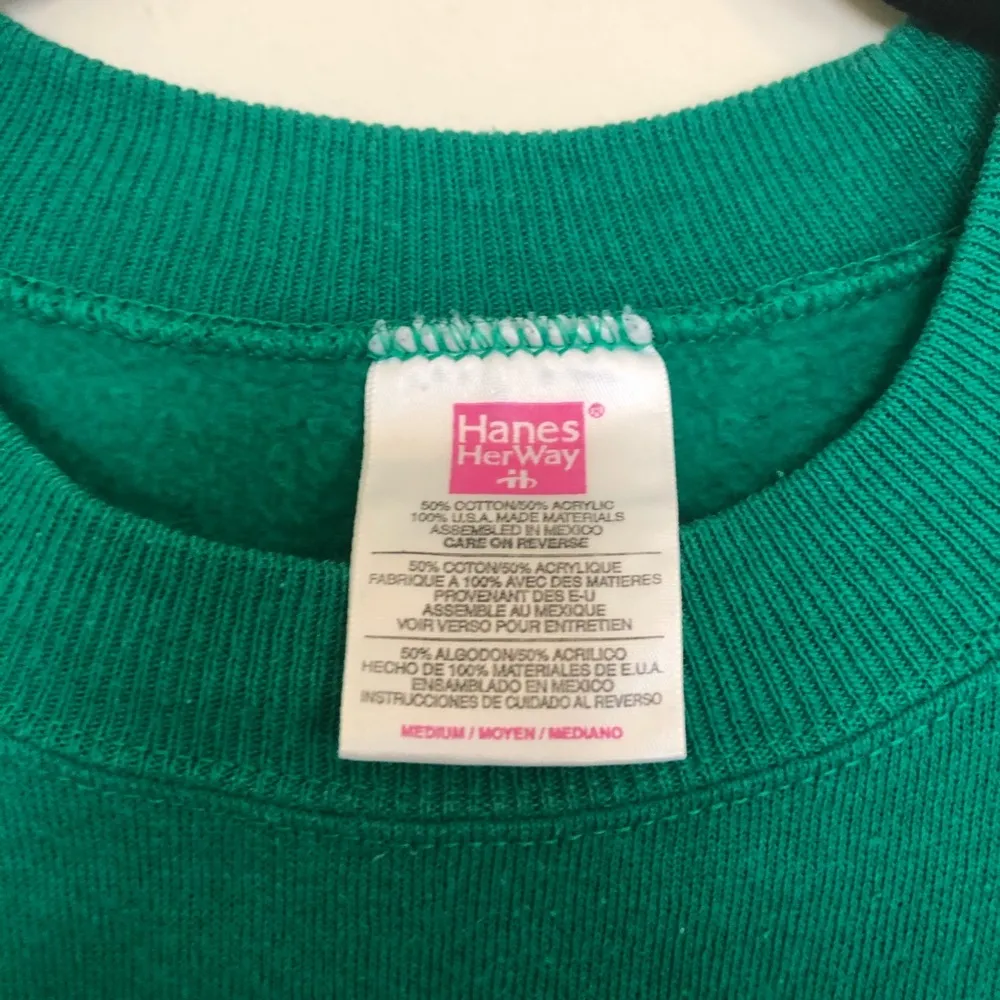 Hanes®
HerWay
50% COTTON/50% ACRYLIC
100% U.S.A. MADE MATERIALS
ASSEMBLED IN MEXICO
CARE ON REVERSE
50% COTON/50% ACRYLIQUE
FABRIQUE A 100% AVEC DES MATIERES
PROVENANT DES E-U
ASSEMBLE AU MEXIQUE
VOIR VERSO POUR ENTRETIEN
50% ALGODON/50% ACRILICO
HECHO DE 100% MATERIALES DE E.U.A.
ENSAMBLADO EN MEXICO
INSTRUCCIONES DE CUIDADO AL REVERSO
MEDIUM / MOYEN / MEDIANO